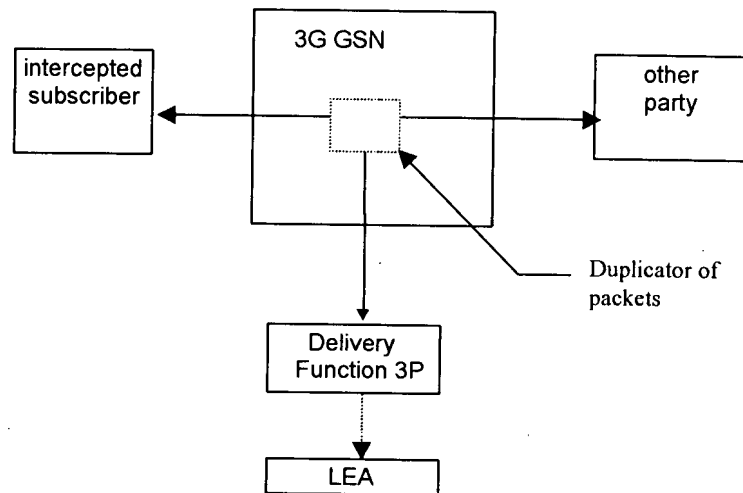 3G GSN
intercepted
subscriber
other
party
Duplicator of
packets
Delivery
Function 3P
LEA